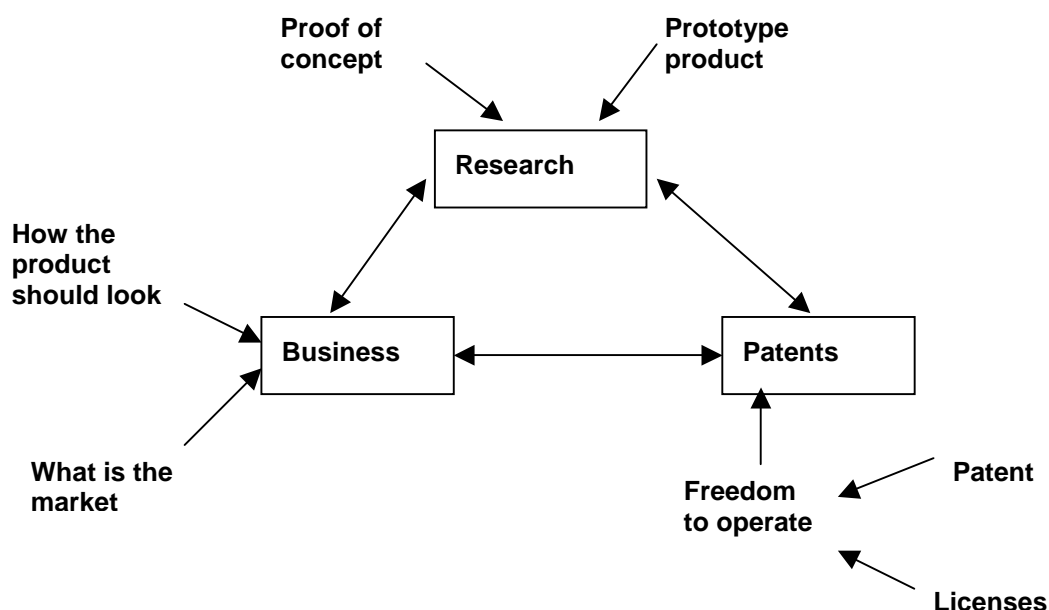 Proof of
concept
Prototype
product
Research
How the
product
should look
Business
Patents
What is the
market
Freedom
to operate
Patent
Licenses